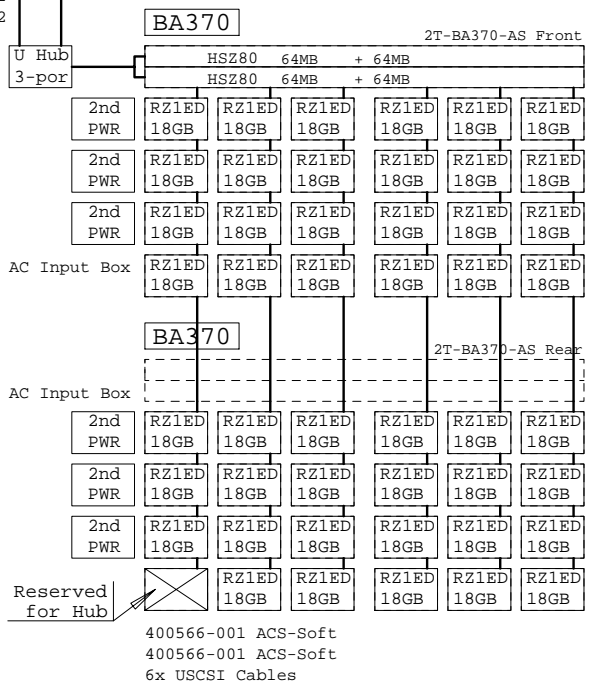 2
BA370
2T-BA370-AS Front
U Hub
3-por
HSZ80 64MB + 64MB
HSZ80 64MB + 64MB
2nd RZ1ED RZ1ED RZ1ED RZ1ED RZ1ED RZ1ED
PWR 18GB 18GB 18GB 18GB 18GB 18GB
2nd RZ1ED RZ1ED RZ1ED RZ1ED RZ1ED RZ1ED
PWR 18GB 18GB 18GB 18GB 18GB 18GB
2nd RZ1ED RZ1ED RZ1ED RZ1ED RZ1ED RZ1ED
PWR 18GB 18GB 18GB 18GB 18GB 18GB
AC Input Box RZ1ED RZ1ED RZ1ED RZ1ED RZ1ED RZ1ED
18GB 18GB 18GB 18GB 18GB 18GB
BA370
2T-BA370-AS Rear
AC Input Box
2nd RZ1ED RZ1ED RZ1ED RZ1ED RZ1ED RZ1ED
PWR 18GB 18GB 18GB 18GB 18GB 18GB
2nd RZ1ED RZ1ED RZ1ED RZ1ED RZ1ED RZ1ED
PWR 18GB 18GB 18GB 18GB 18GB 18GB
2nd RZ1ED RZ1ED RZ1ED RZ1ED RZ1ED RZ1ED
PWR 18GB 18GB 18GB 18GB 18GB 18GB
Reserved RZ1ED RZ1ED RZ1ED RZ1ED RZ1ED
for Hub 18GB 18GB 18GB 18GB 18GB
400566-001 ACS-Soft
400566-001 ACS-Soft
6x USCSI Cables